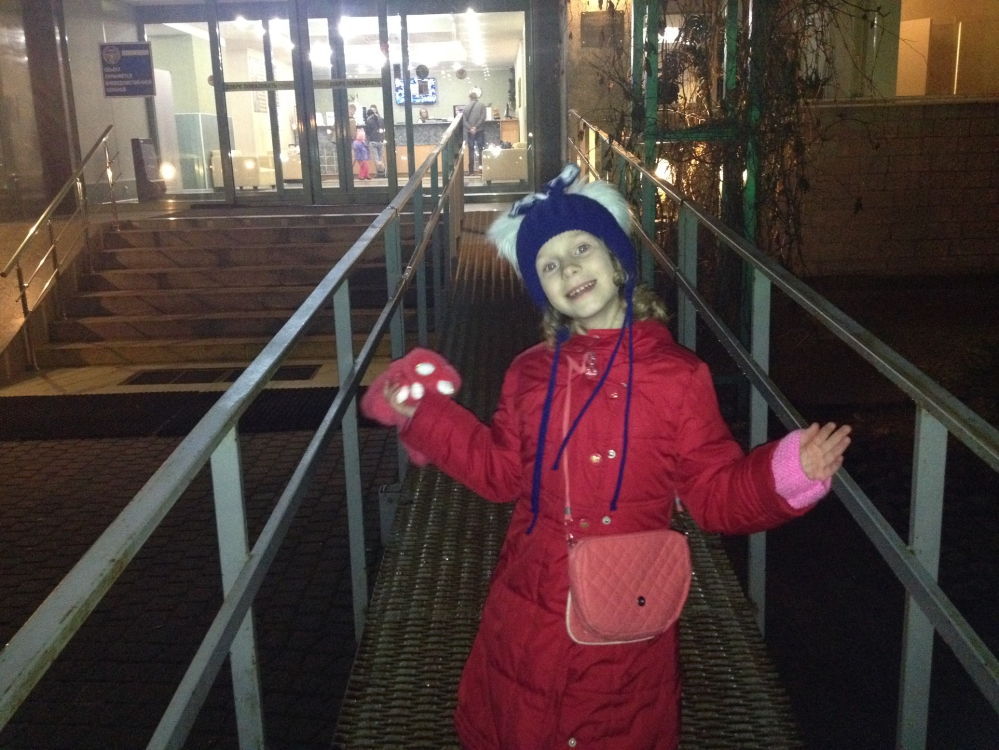 ОБЪЕКТ
ОХРАНЯЕТСЯ
ВНЕВЕДОМСТВЕННОЙ
ОХРАНОЙ
ДОБРО ПОЖАЛОВАТЬ
ДОБРО ПОЖАЛОВАТЬ